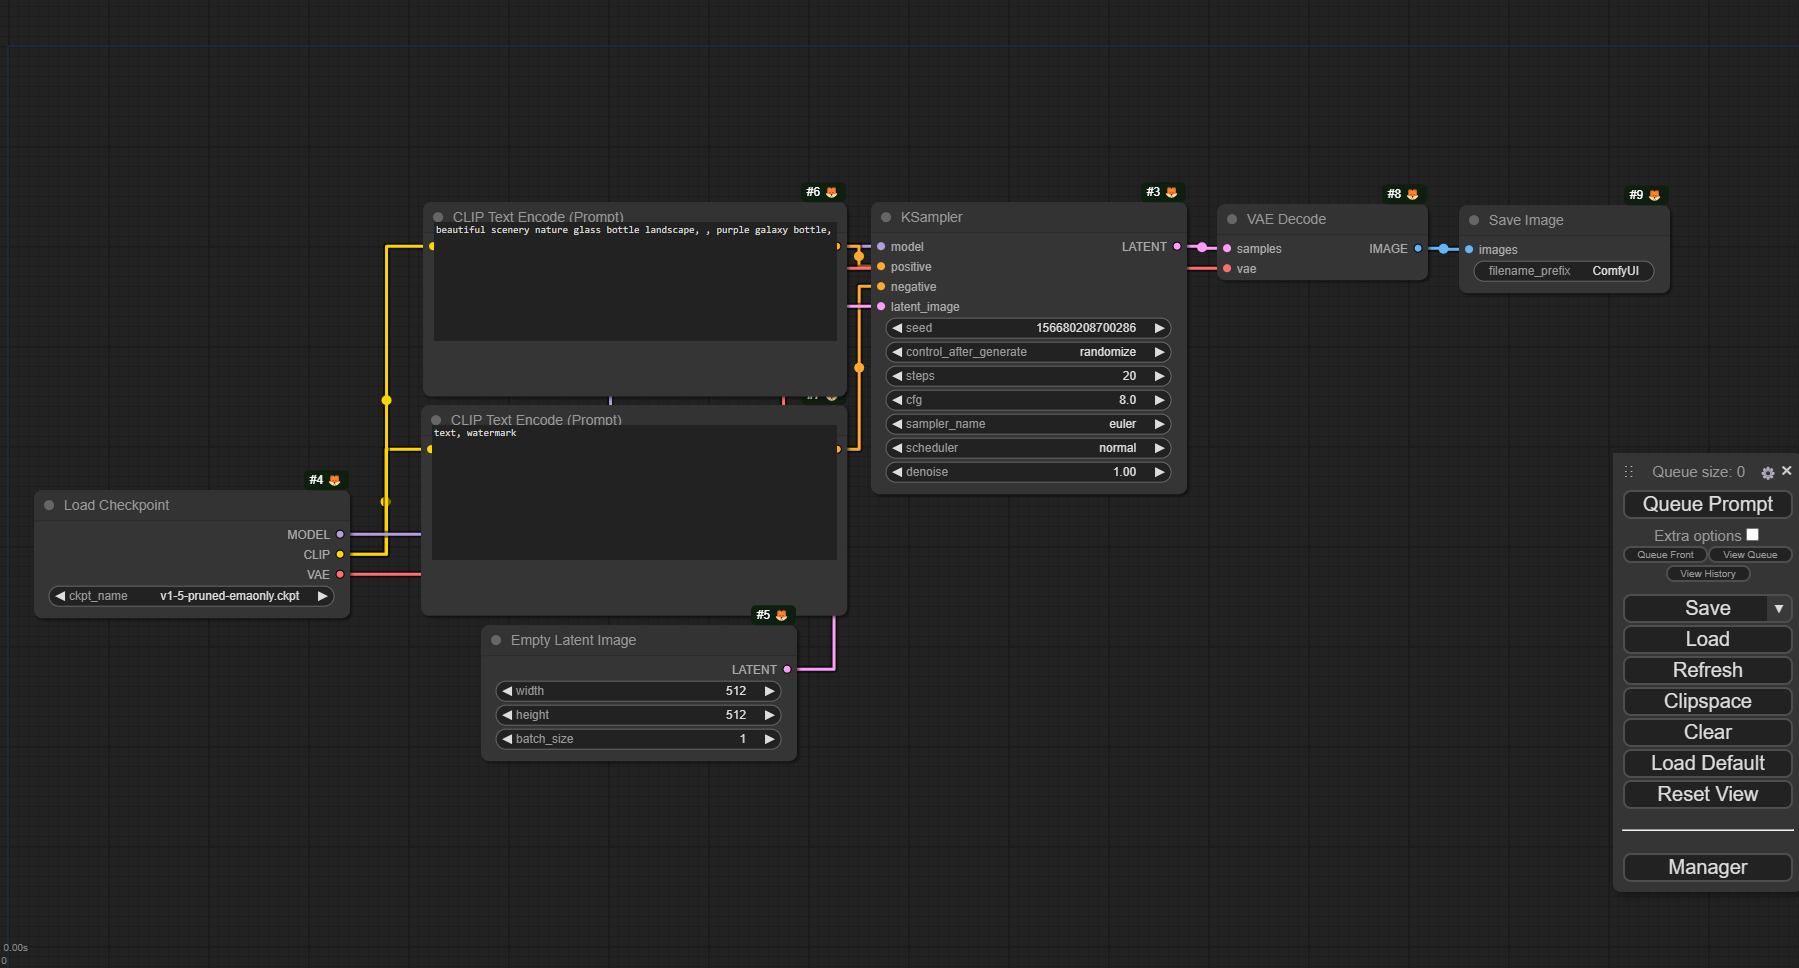 #6
CLIP Text Encode (Prompt)
beautiful scenery nature glass bottle landscape, , purple galaxy bottle,
#3
KSampler
model
LATENT
positive
negative
latent_image
seed 156680208700286
control_after_generate randomize
steps 20
cfg 8.0
sampler_name euler
scheduler normal
denoise 1.00
#8
VAE Decode
samples
IMAGE
vae
#9
Save Image
images
filename_prefix ComfyUI
CLIP Text Encode (Prompt)
text, watermark
#4
Load Checkpoint
MODEL
CLIP
VAE
ckpt_name v1-5-pruned-emaonly.ckpt
#5
Empty Latent Image
LATENT
width 512
height 512
batch_size 1
Queue size: 0
Queue Prompt
Extra options
Queue Front
View Queue
View History
Save
Load
Refresh
Clipspace
Clear
Load Default
Reset View
Manager
0.00s
0